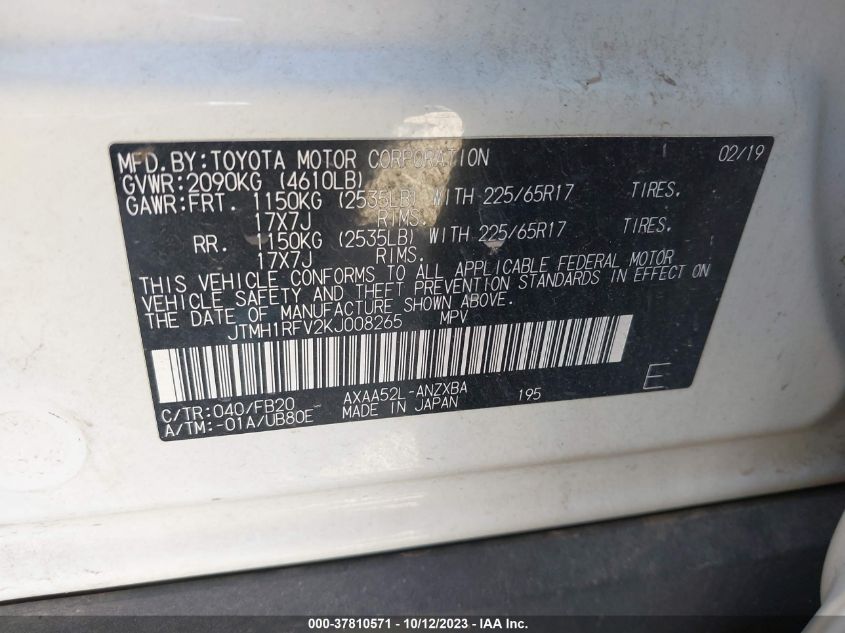 MFD.BY:TOYOTA MOTOR CORPORATION 02/19
GVWR:2090KG (4610LB)
GAWR:FRT. 1150KG (2535LB) WITH 225/65R17 TIRES.
17X7J RIMS.
RR. 1150KG (2535LB) WITH 225/65R17 TIRES.
17X7J RIMS.
THIS VEHICLE CONFORMS TO ALL APPLICABLE FEDERAL MOTOR
VEHICLE SAFETY AND THEFT PREVENTION STANDARDS IN EFFECT ON
THE DATE OF MANUFACTURE SHOWN ABOVE.
JTMH1RFV2KJ008265 MPV
C/TR:040/FB20 AXAA52L-ANZXBA 195 E
A/TM:-01A/UB80E MADE IN JAPAN
000-37810571 - 10/12/2023 - © IAA Inc.